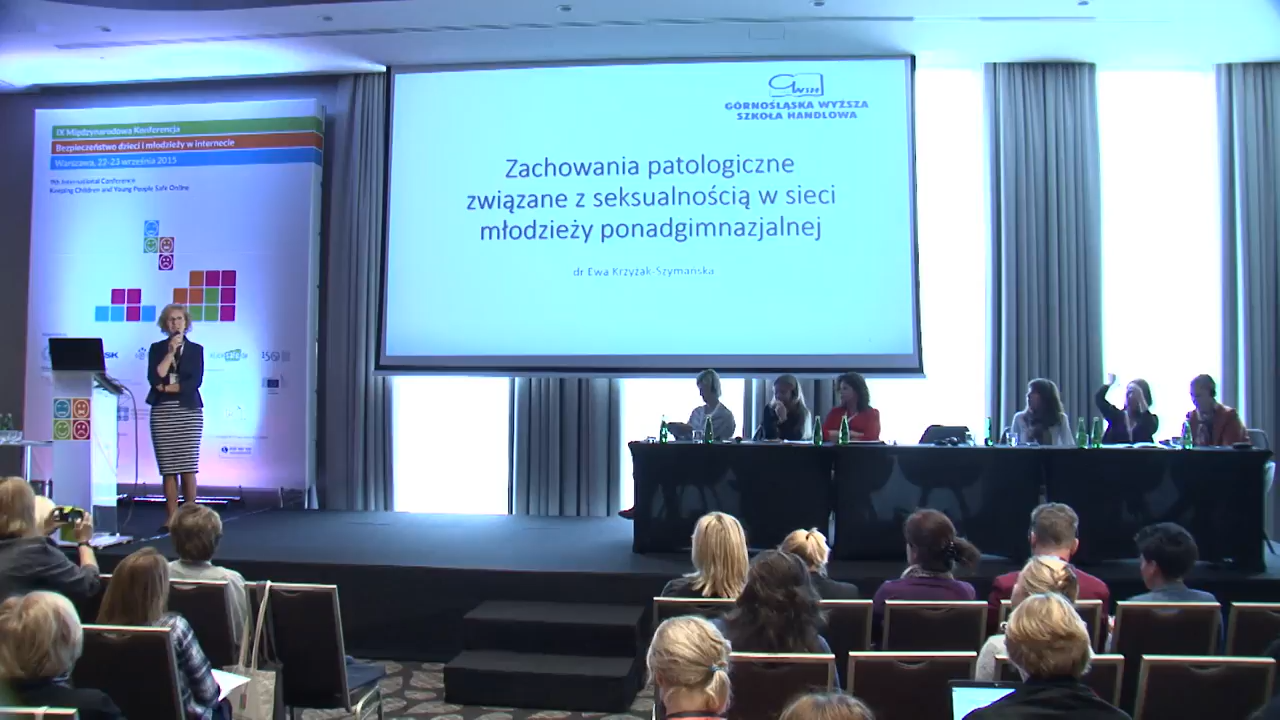 IX Międzynarodowa Konferencja
Bezpieczeństwo dzieci i młodzieży w internecie
Warszawa, 22-23 września 2015
9th International Conference
Keeping Children and Young People Safe Online
GWSH
GÓRNOŚLĄSKA WYŻSZA
SZKOŁA HANDLOWA
Zachowania patologiczne
związane z seksualnością w sieci
młodzieży ponadgimnazjalnej
dr Ewa Krzyżak-Szymańska